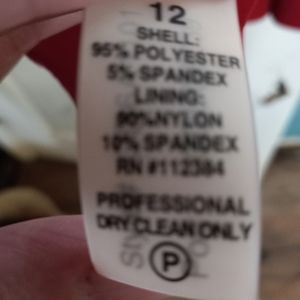 12
SHELL:
95% POLYESTER
5% SPANDEX
LINING:
90%NYLON
10% SPANDEX
RN #112384
PROFESSIONAL
DRY CLEAN ONLY
P